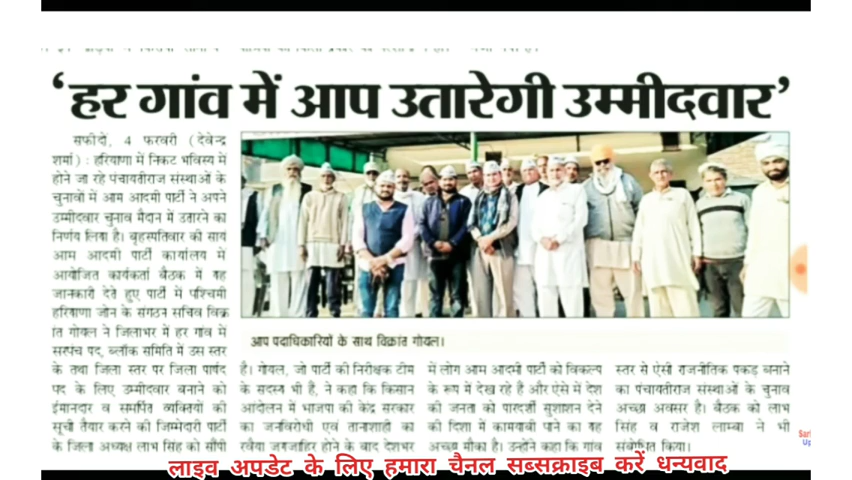 ‘हर गांव में आप उतारेगी उम्मीदवार’
सफीदों, 4 फरवरी (देवेन्द्र
शर्मा) : हरियाणा में निकट भविस्य में
होने जा रहे पंचायतीराज संस्थाओं के
चुनावों में आम आदमी पार्टी ने अपने
उम्मीदवार चुनाव मैदान में उतारने का
निर्णय लिया है। बृहस्पतिवार की सायं
आम आदमी पार्टी कार्यालय में
आयोजित कार्यकर्ता बैठक में यह
जानकारी देते हुए पार्टी में पश्चिमी
हरियाणा जोन के संगठन सचिव विक्र
ांत गोयल ने जिलाभर में हर गांव में
सरपंच पद, ब्लॉक समिति में उस स्तर
के तथा जिला स्तर पर जिला पार्षद
पद के लिए उम्मीदवार बनाने को
ईमानदार व समर्पित व्यक्तियों की
सूची तैयार करने की जिम्मेदारी पार्टी
के जिला अध्यक्ष लाभ सिंह को सौंपी
आप पदाधिकारियों के साथ विक्रांत गोयल।
है। गोयल, जो पार्टी की निरीक्षक टीम
के सदस्य भी है, ने कहा कि किसान
आंदोलन में भाजपा की केंद्र सरकार
का जनविरोधी एवं तानाशाही का
रवैया जगजाहिर होने के बाद देशभर
में लोग आम आदमी पार्टी को विकल्प
के रूप में देख रहे है और ऐसे में देश
की जनता को पारदर्शी सुशाशन देने
की दिशा में कामयाबी पाने का यह
अच्छा मौका है। उन्होंने कहा कि गांव
स्तर से ऐसी राजनीतिक पकड़ बनाने
का पंचायतीराज संस्थाओं के चुनाव
अच्छा अवसर है। बैठक को लाभ
सिंह व राजेश लाम्बा ने भी
संबोधित किया।
लाइव अपडेट के लिए हमारा चैनल सब्सक्राइब करें धन्यवाद